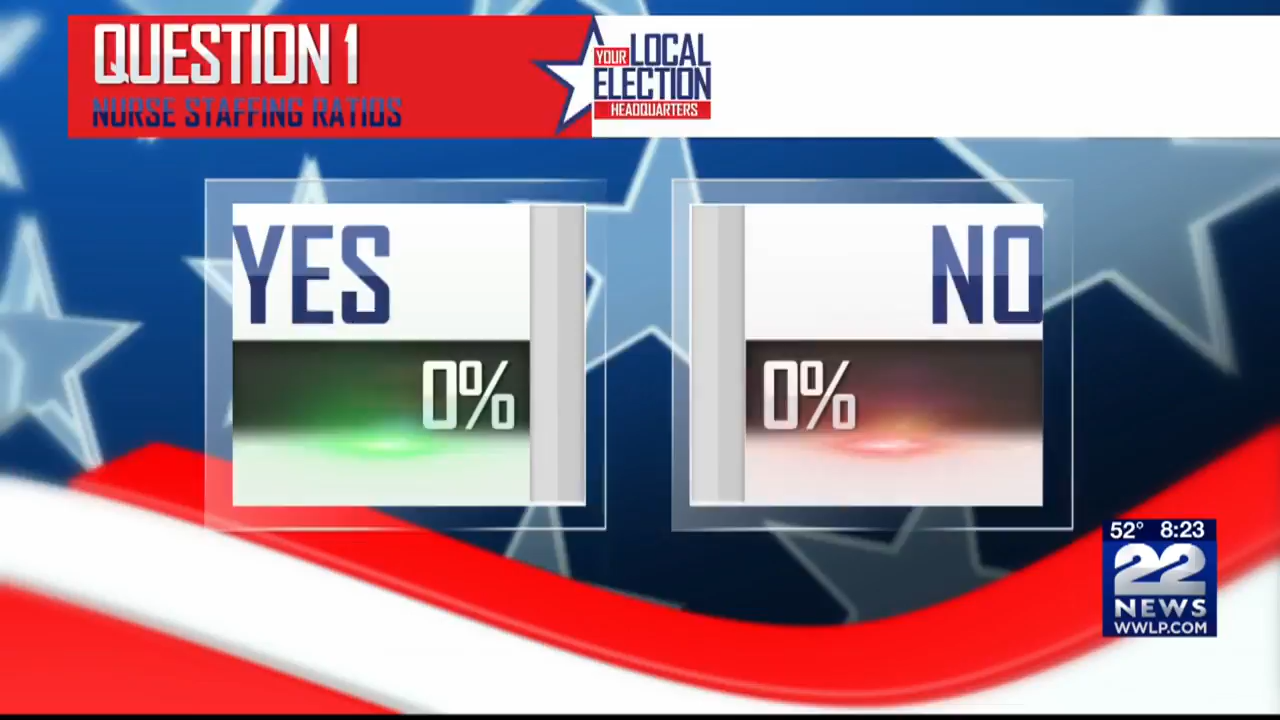 QUESTION 1
NURSE STAFFING RATIOS
YOUR LOCAL
ELECTION
HEADQUARTERS
YES
0%
NO
0%
52° 8:23
22
NEWS
WWLP.COM